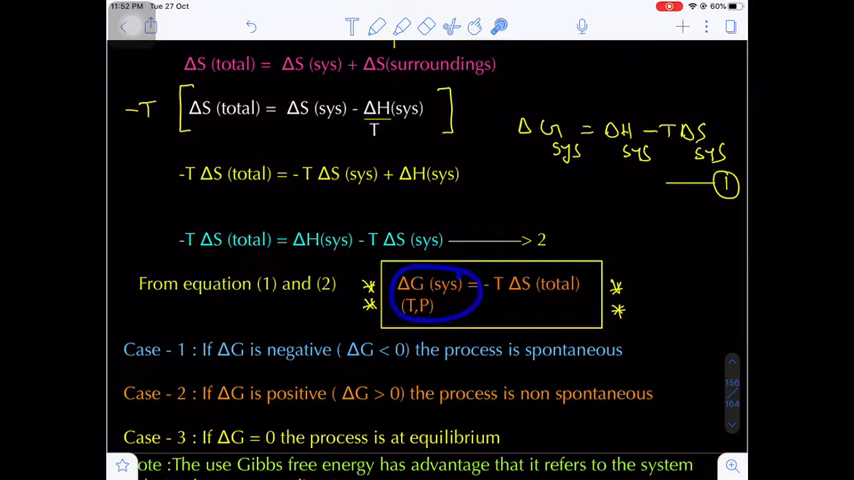 11:52 PM Tue 27 Oct
60%
ΔS (total) = ΔS (sys) + ΔS(surroundings)
-T [ ΔS (total) = ΔS (sys) - ΔH(sys) ]
T
ΔG = ΔH - TΔS
sys sys sys
1
-T ΔS (total) = - T ΔS (sys) + ΔH(sys)
-T ΔS (total) = ΔH(sys) - T ΔS (sys) ————> 2
From equation (1) and (2) ** ΔG (sys) = - T ΔS (total) **
(T,P)
Case - 1 : If ΔG is negative ( ΔG < 0) the process is spontaneous
Case - 2 : If ΔG is positive ( ΔG > 0) the process is non spontaneous
156
/
164
Case - 3 : If ΔG = 0 the process is at equilibrium
ote :The use Gibbs free energy has advantage that it refers to the system